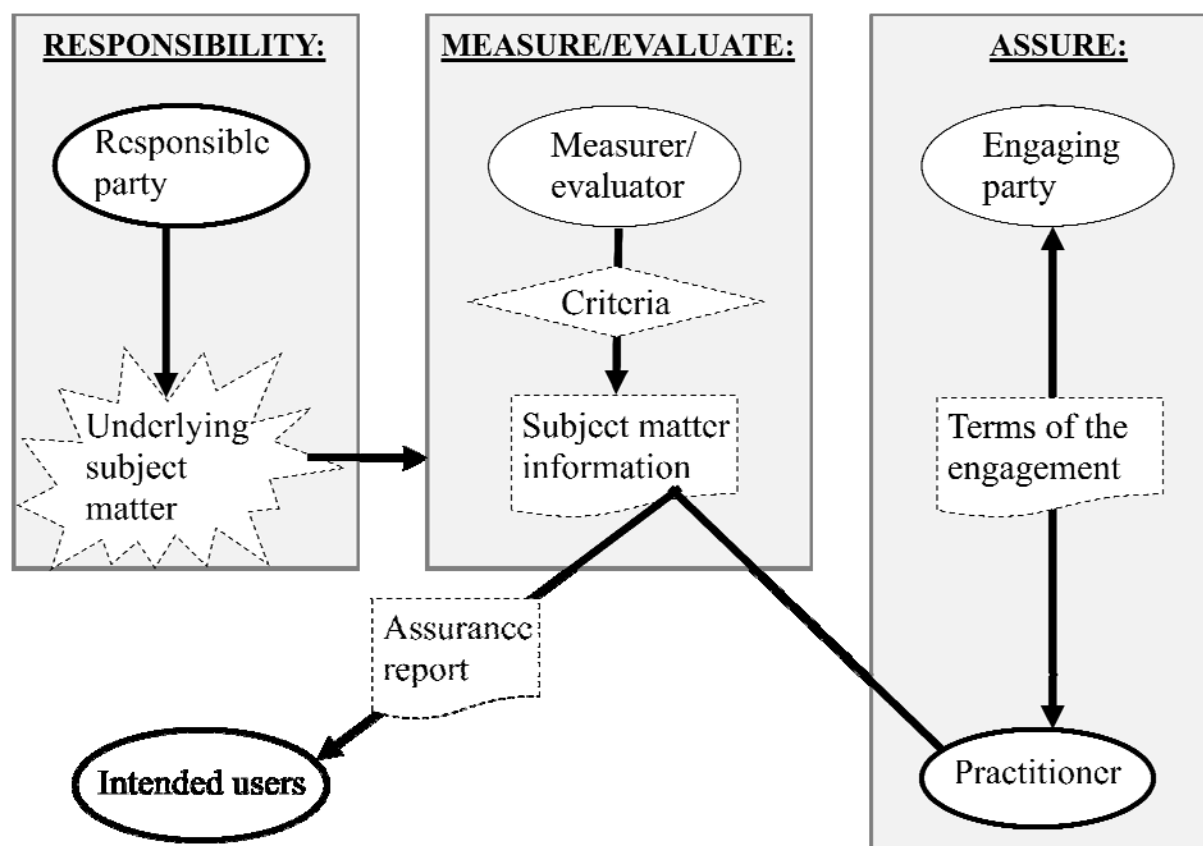 RESPONSIBILITY:
Responsible
party
Underlying
subject
matter
MEASURE/EVALUATE:
Measurer/
evaluator
Criteria
Subject matter
information
ASSURE:
Engaging
party
Terms of the
engagement
Practitioner
Assurance
report
Intended users